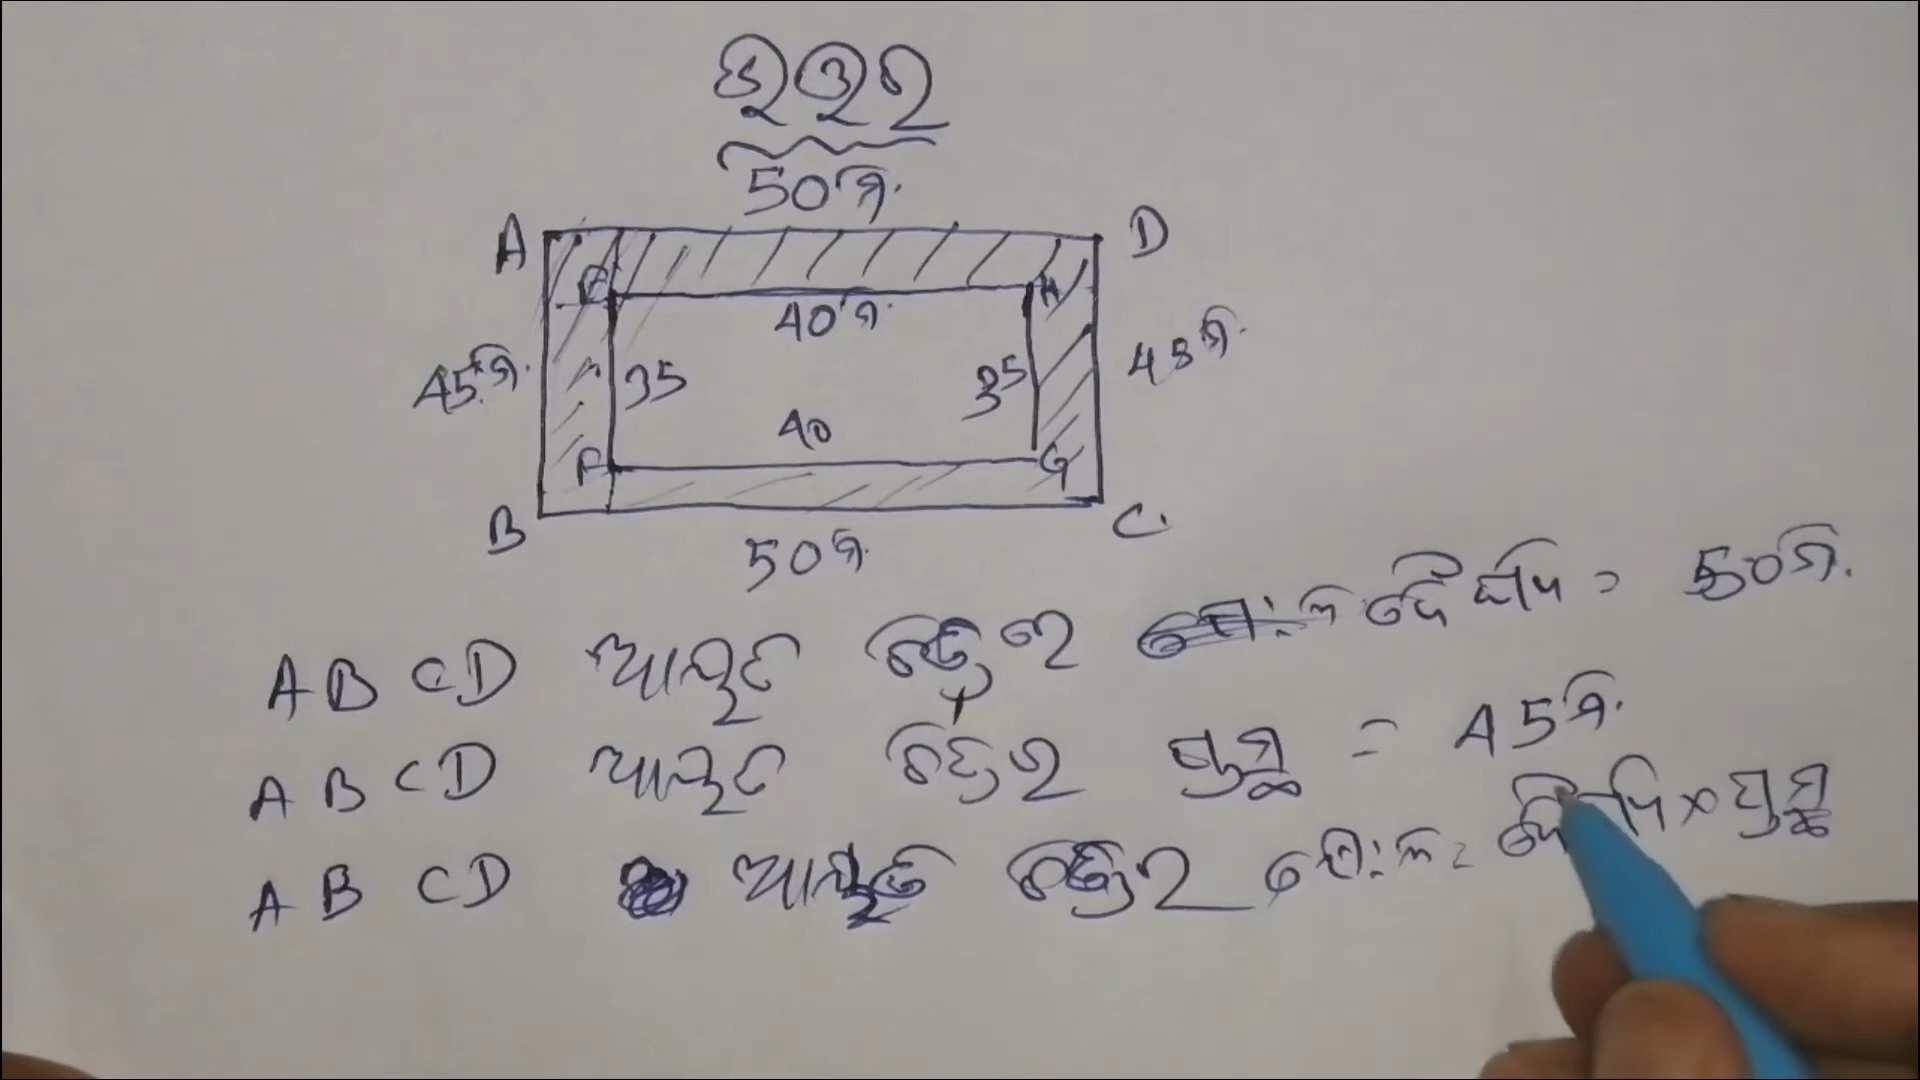 ଉତ୍ତର
50ମି.
A D
E H
40ମି.
45ମି. 35 35 45ମି.
40
F G
B C
50ମି.
ABCD ଆୟତ ଚିତ୍ରର ଦୈର୍ଘ୍ୟ = 50ମି.
ABCD ଆୟତ ଚିତ୍ରର ପ୍ରସ୍ଥ = 45ମି.
ABCD ଆୟତ ଚିତ୍ରର କ୍ଷେ:ଫ = ଦୈର୍ଘ୍ୟ × ପ୍ରସ୍ଥ